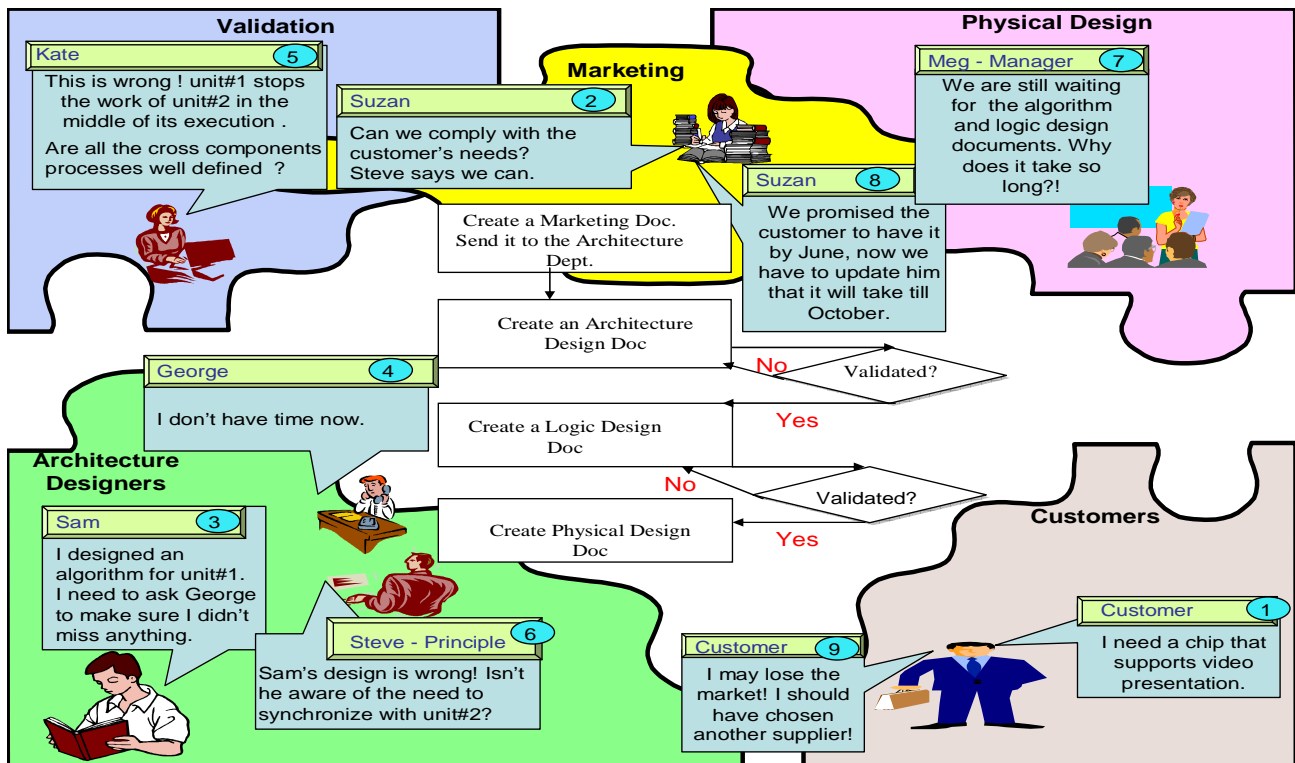 Validation
Kate
5
This is wrong ! unit#1 stops
the work of unit#2 in the
middle of its execution .
Are all the cross components
processes well defined ?
Marketing
Suzan
2
Can we comply with the
customer's needs?
Steve says we can.
Suzan
8
We promised the
customer to have it
by June, now we
have to update him
that it will take till
October.
Physical Design
Meg - Manager
7
We are still waiting
for the algorithm
and logic design
documents. Why
does it take so
long?!
Create a Marketing Doc.
Send it to the Architecture
Dept.
Create an Architecture
Design Doc
Validated?
No
Yes
Create a Logic Design
Doc
Validated?
No
Yes
Create Physical Design
Doc
George
4
I don't have time now.
Architecture
Designers
Sam
3
I designed an
algorithm for unit#1.
I need to ask George
to make sure I didn't
miss anything.
Steve - Principle
6
Sam's design is wrong! Isn't
he aware of the need to
synchronize with unit#2?
Customers
Customer
1
I need a chip that
supports video
presentation.
Customer
9
I may lose the
market! I should
have chosen
another supplier!